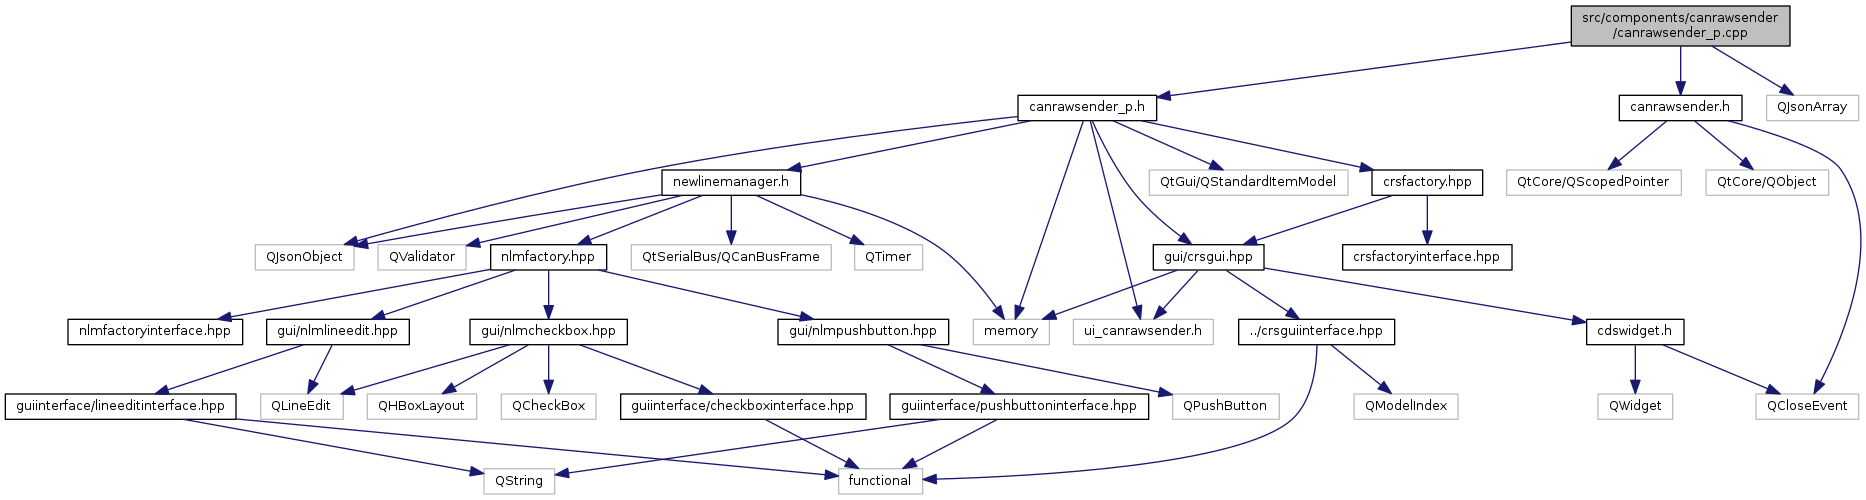 src/components/canrawsender
/canrawsender_p.cpp
canrawsender_p.h
canrawsender.h
QJsonArray
newlinemanager.h
QtGui/QStandardItemModel
crsfactory.hpp
QtCore/QScopedPointer
QtCore/QObject
QJsonObject
QValidator
nlmfactory.hpp
QtSerialBus/QCanBusFrame
QTimer
gui/crsgui.hpp
crsfactoryinterface.hpp
nlmfactoryinterface.hpp
gui/nlmlineedit.hpp
gui/nlmcheckbox.hpp
gui/nlmpushbutton.hpp
memory
ui_canrawsender.h
../crsguiinterface.hpp
cdswidget.h
guiinterface/lineeditinterface.hpp
QLineEdit
QHBoxLayout
QCheckBox
guiinterface/checkboxinterface.hpp
guiinterface/pushbuttoninterface.hpp
QPushButton
QModelIndex
QWidget
QCloseEvent
QString
functional